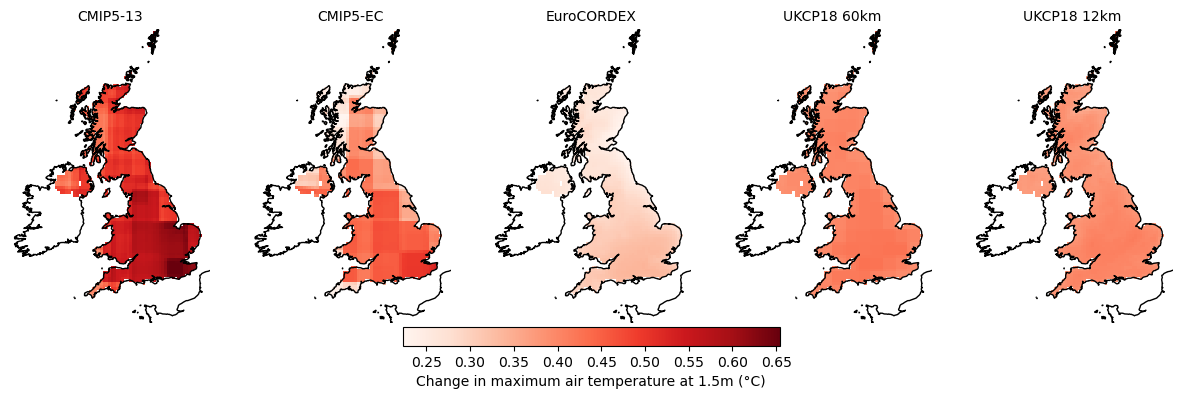 CMIP5-13
CMIP5-EC
EuroCORDEX
UKCP18 60km
UKCP18 12km
0.25 0.30 0.35 0.40 0.45 0.50 0.55 0.60 0.65
Change in maximum air temperature at 1.5m (°C)